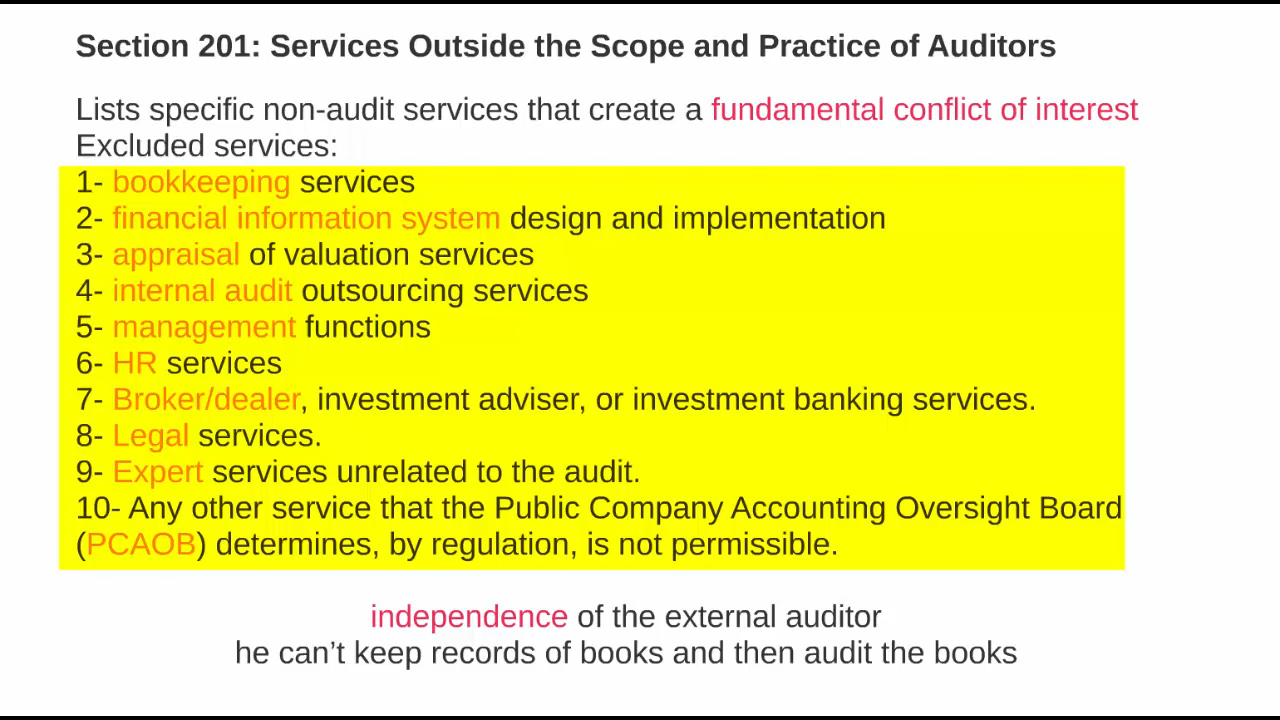 Section 201: Services Outside the Scope and Practice of Auditors
Lists specific non-audit services that create a fundamental conflict of interest
Excluded services:
1- bookkeeping services
2- financial information system design and implementation
3- appraisal of valuation services
4- internal audit outsourcing services
5- management functions
6- HR services
7- Broker/dealer, investment adviser, or investment banking services.
8- Legal services.
9- Expert services unrelated to the audit.
10- Any other service that the Public Company Accounting Oversight Board
(PCAOB) determines, by regulation, is not permissible.
independence of the external auditor
he can’t keep records of books and then audit the books